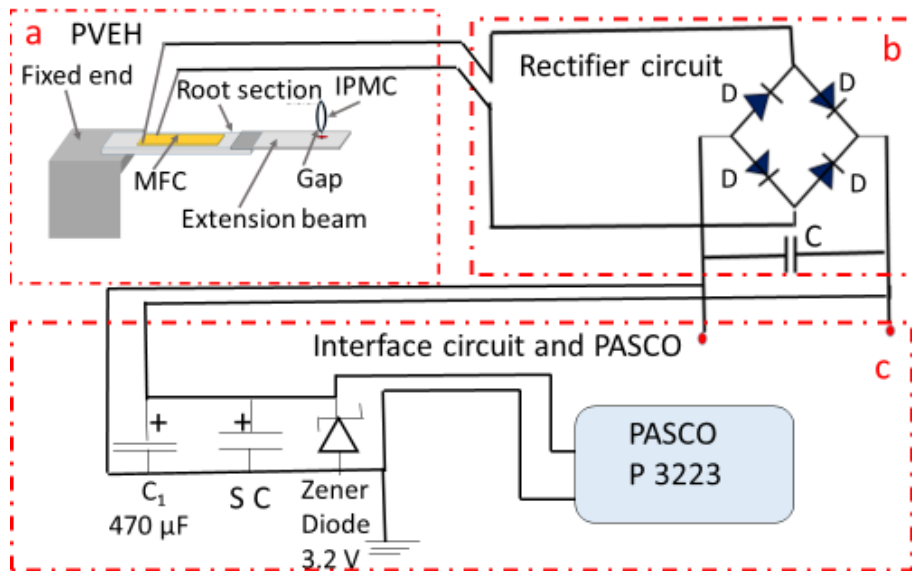 a
PVEH
Fixed end
Root section
IPMC
MFC
Gap
Extension beam
b
Rectifier circuit
D
D
D
D
C
Interface circuit and PASCO
c
+
+
C₁
470 µF
S C
Zener
Diode
3.2 V
PASCO
P 3223